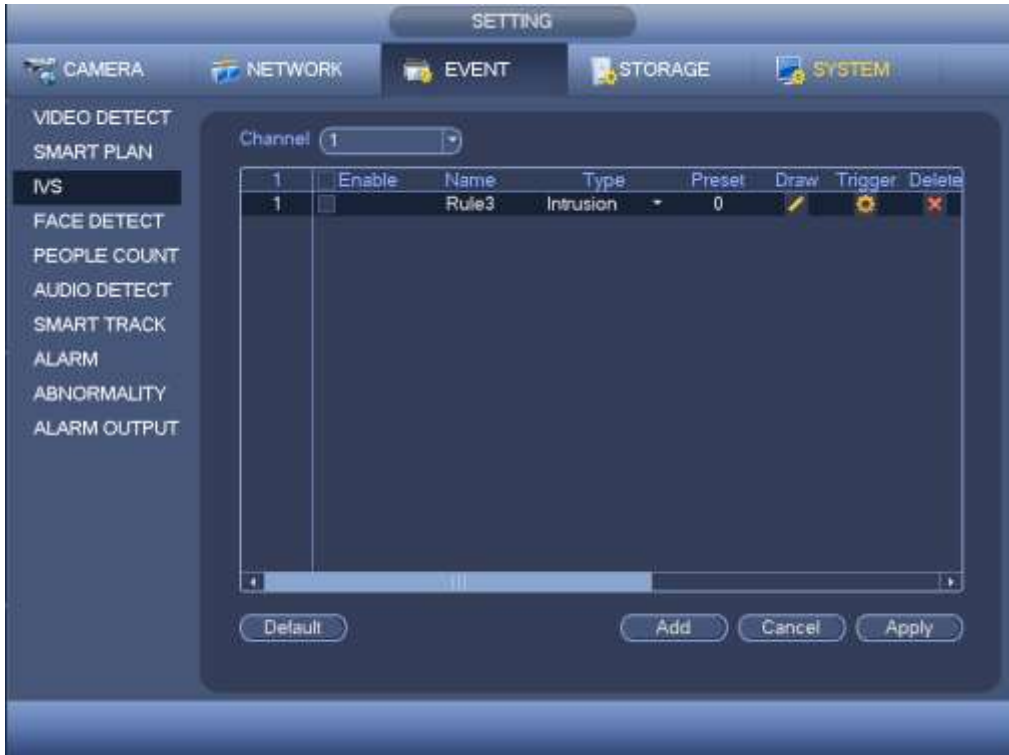 SETTING
CAMERA NETWORK EVENT STORAGE SYSTEM
VIDEO DETECT
SMART PLAN
IVS
FACE DETECT
PEOPLE COUNT
AUDIO DETECT
SMART TRACK
ALARM
ABNORMALITY
ALARM OUTPUT
Channel 1
1 Enable Name Type Preset Draw Trigger Delete
1 Rule3 Intrusion 0
Default Add Cancel Apply